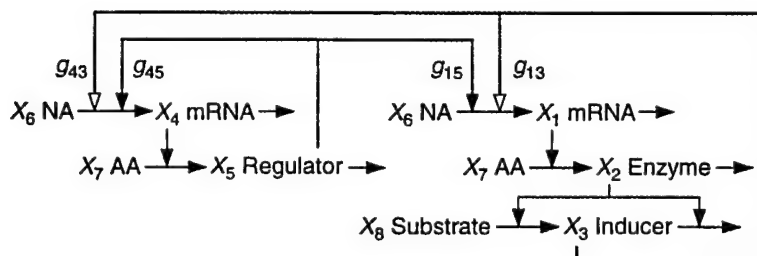 g43 g45 g15 g13
X6 NA X4 mRNA X6 NA X1 mRNA
X7 AA X5 Regulator X7 AA X2 Enzyme
X8 Substrate X3 Inducer